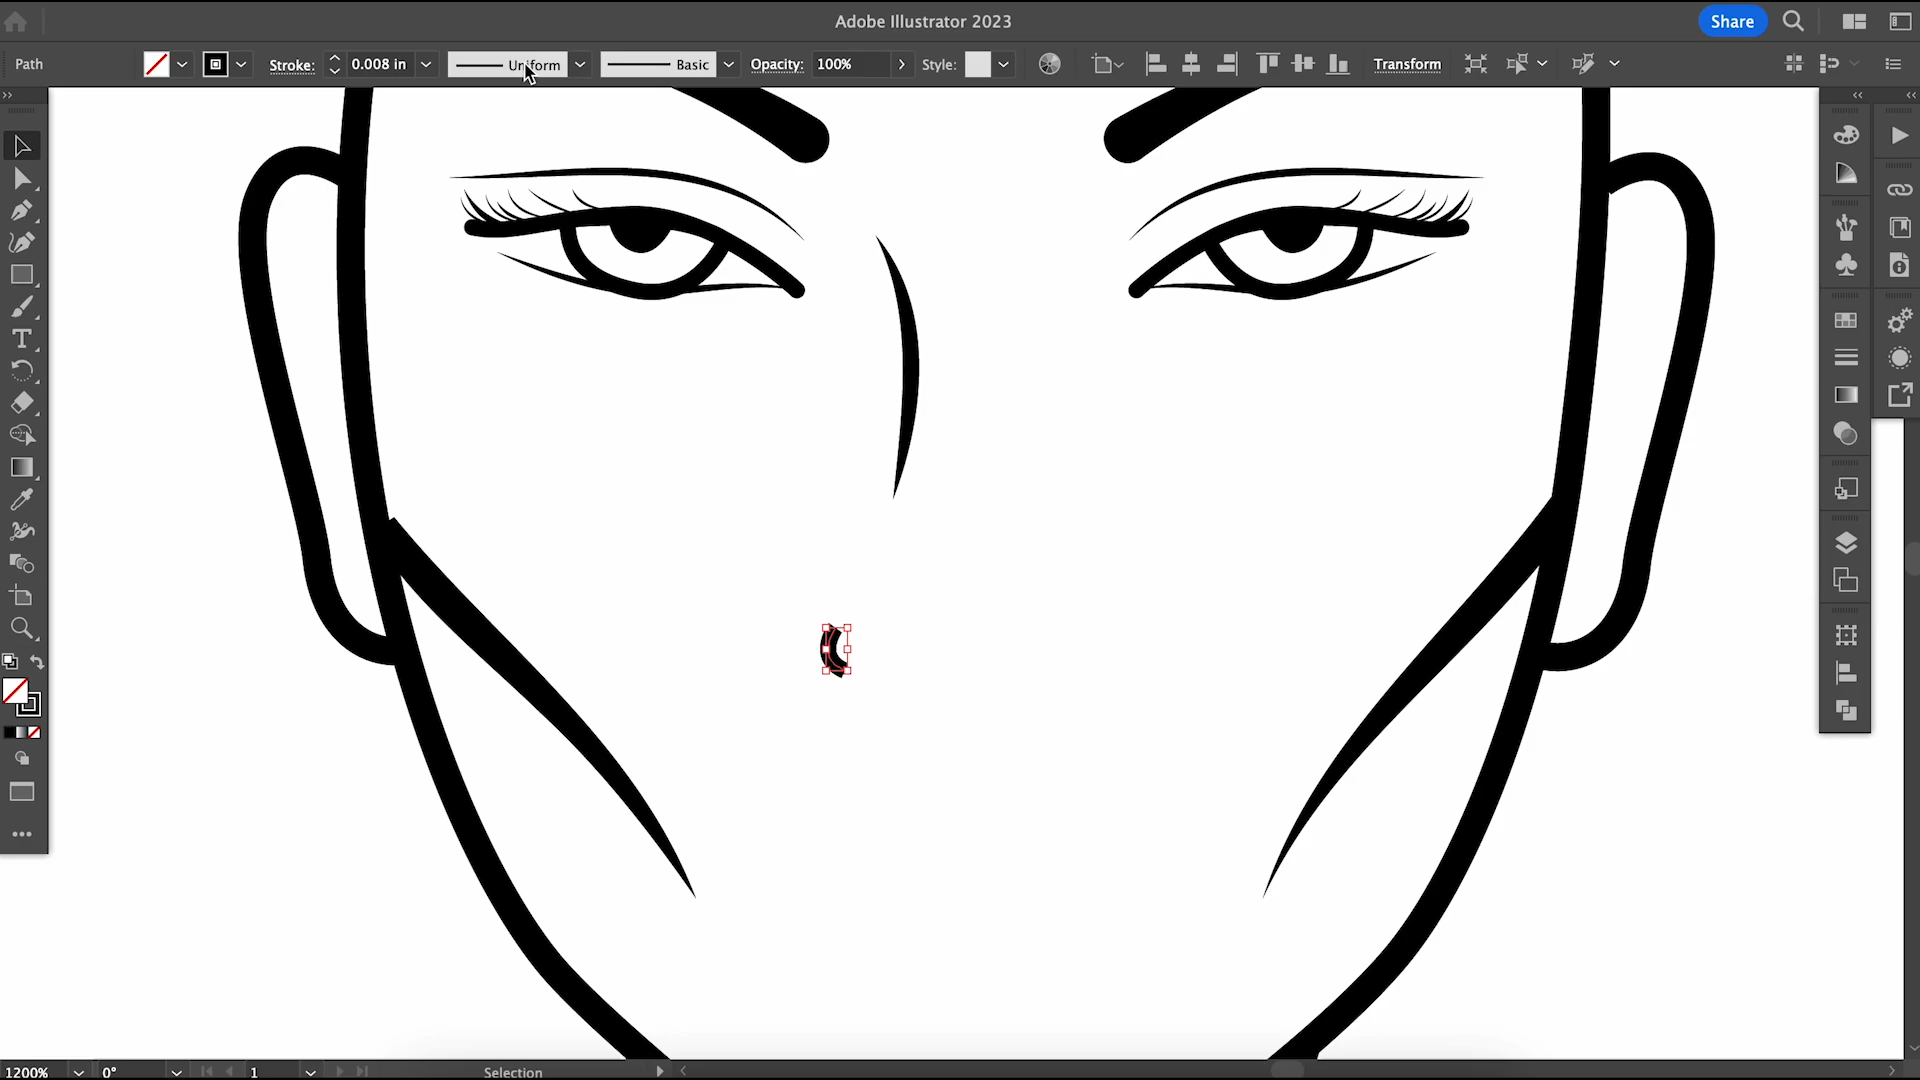 Adobe Illustrator 2023
Share
Path
Stroke:
0.008 in
Uniform
Basic
Opacity:
100%
Style:
Transform
1200%
0°
1
Selection